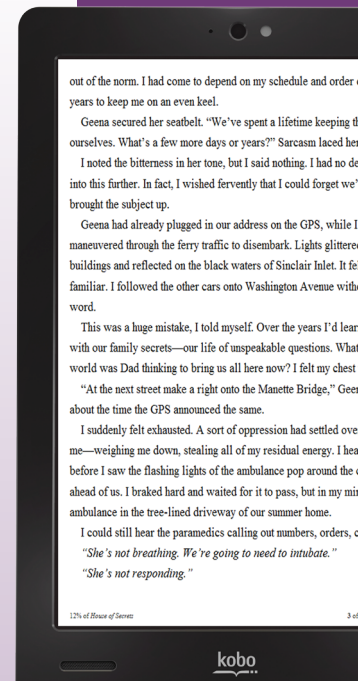 out of the norm. I had come to depend on my schedule and order
years to keep me on an even keel.
Geena secured her seatbelt. “We’ve spent a lifetime keeping
ourselves. What’s a few more days or years?” Sarcasm laced
I noted the bitterness in her tone, but I said nothing. I had no
into this further. In fact, I wished fervently that I could forget
brought the subject up.
Geena had already plugged in our address on the GPS, while I
maneuvered through the ferry traffic to disembark. Lights
buildings and reflected on the black waters of Sinclair Inlet. It
familiar. I followed the other cars onto Washington Avenue
word.
This was a huge mistake, I told myself. Over the years I’d
with our family secrets—our life of unspeakable questions.
world was Dad thinking to bring us all here now? I felt my chest
“At the next street make a right onto the Manette Bridge,”
about the time the GPS announced the same.
I suddenly felt exhausted. A sort of oppression had settled
me—weighing me down, stealing all of my residual energy. I
before I saw the flashing lights of the ambulance pop around the
ahead of us. I braked hard and waited for it to pass, but in my
ambulance in the tree-lined driveway of our summer home.
I could still hear the paramedics calling out numbers, orders,
“She’s not breathing. We’re going to need to intubate.”
“She’s not responding.”
12% of House of Secrets 3 of
kobo